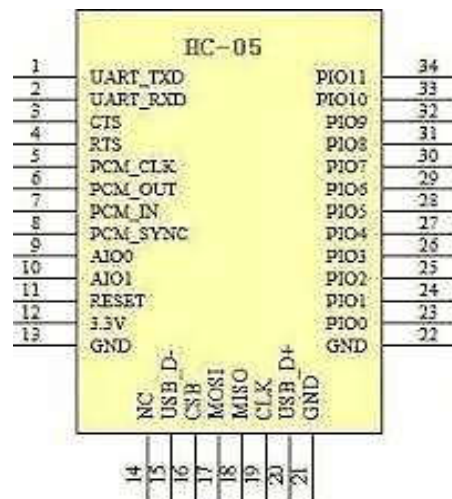 HC-05
1 UART_TXD PIO11 34
2 UART_RXD PIO10 33
3 CTS PIO9 32
4 RTS PIO8 31
5 PCM_CLK PIO7 30
6 PCM_OUT PIO6 29
7 PCM_IN PIO5 28
8 PCM_SYNC PIO4 27
9 AIO0 PIO3 26
10 AIO1 PIO2 25
11 RESET PIO1 24
12 3.3V PIO0 23
13 GND GND 22
NC USB_D- CSB MOSI MISO CLK USB_D+ GND
14 15 16 17 18 19 20 21